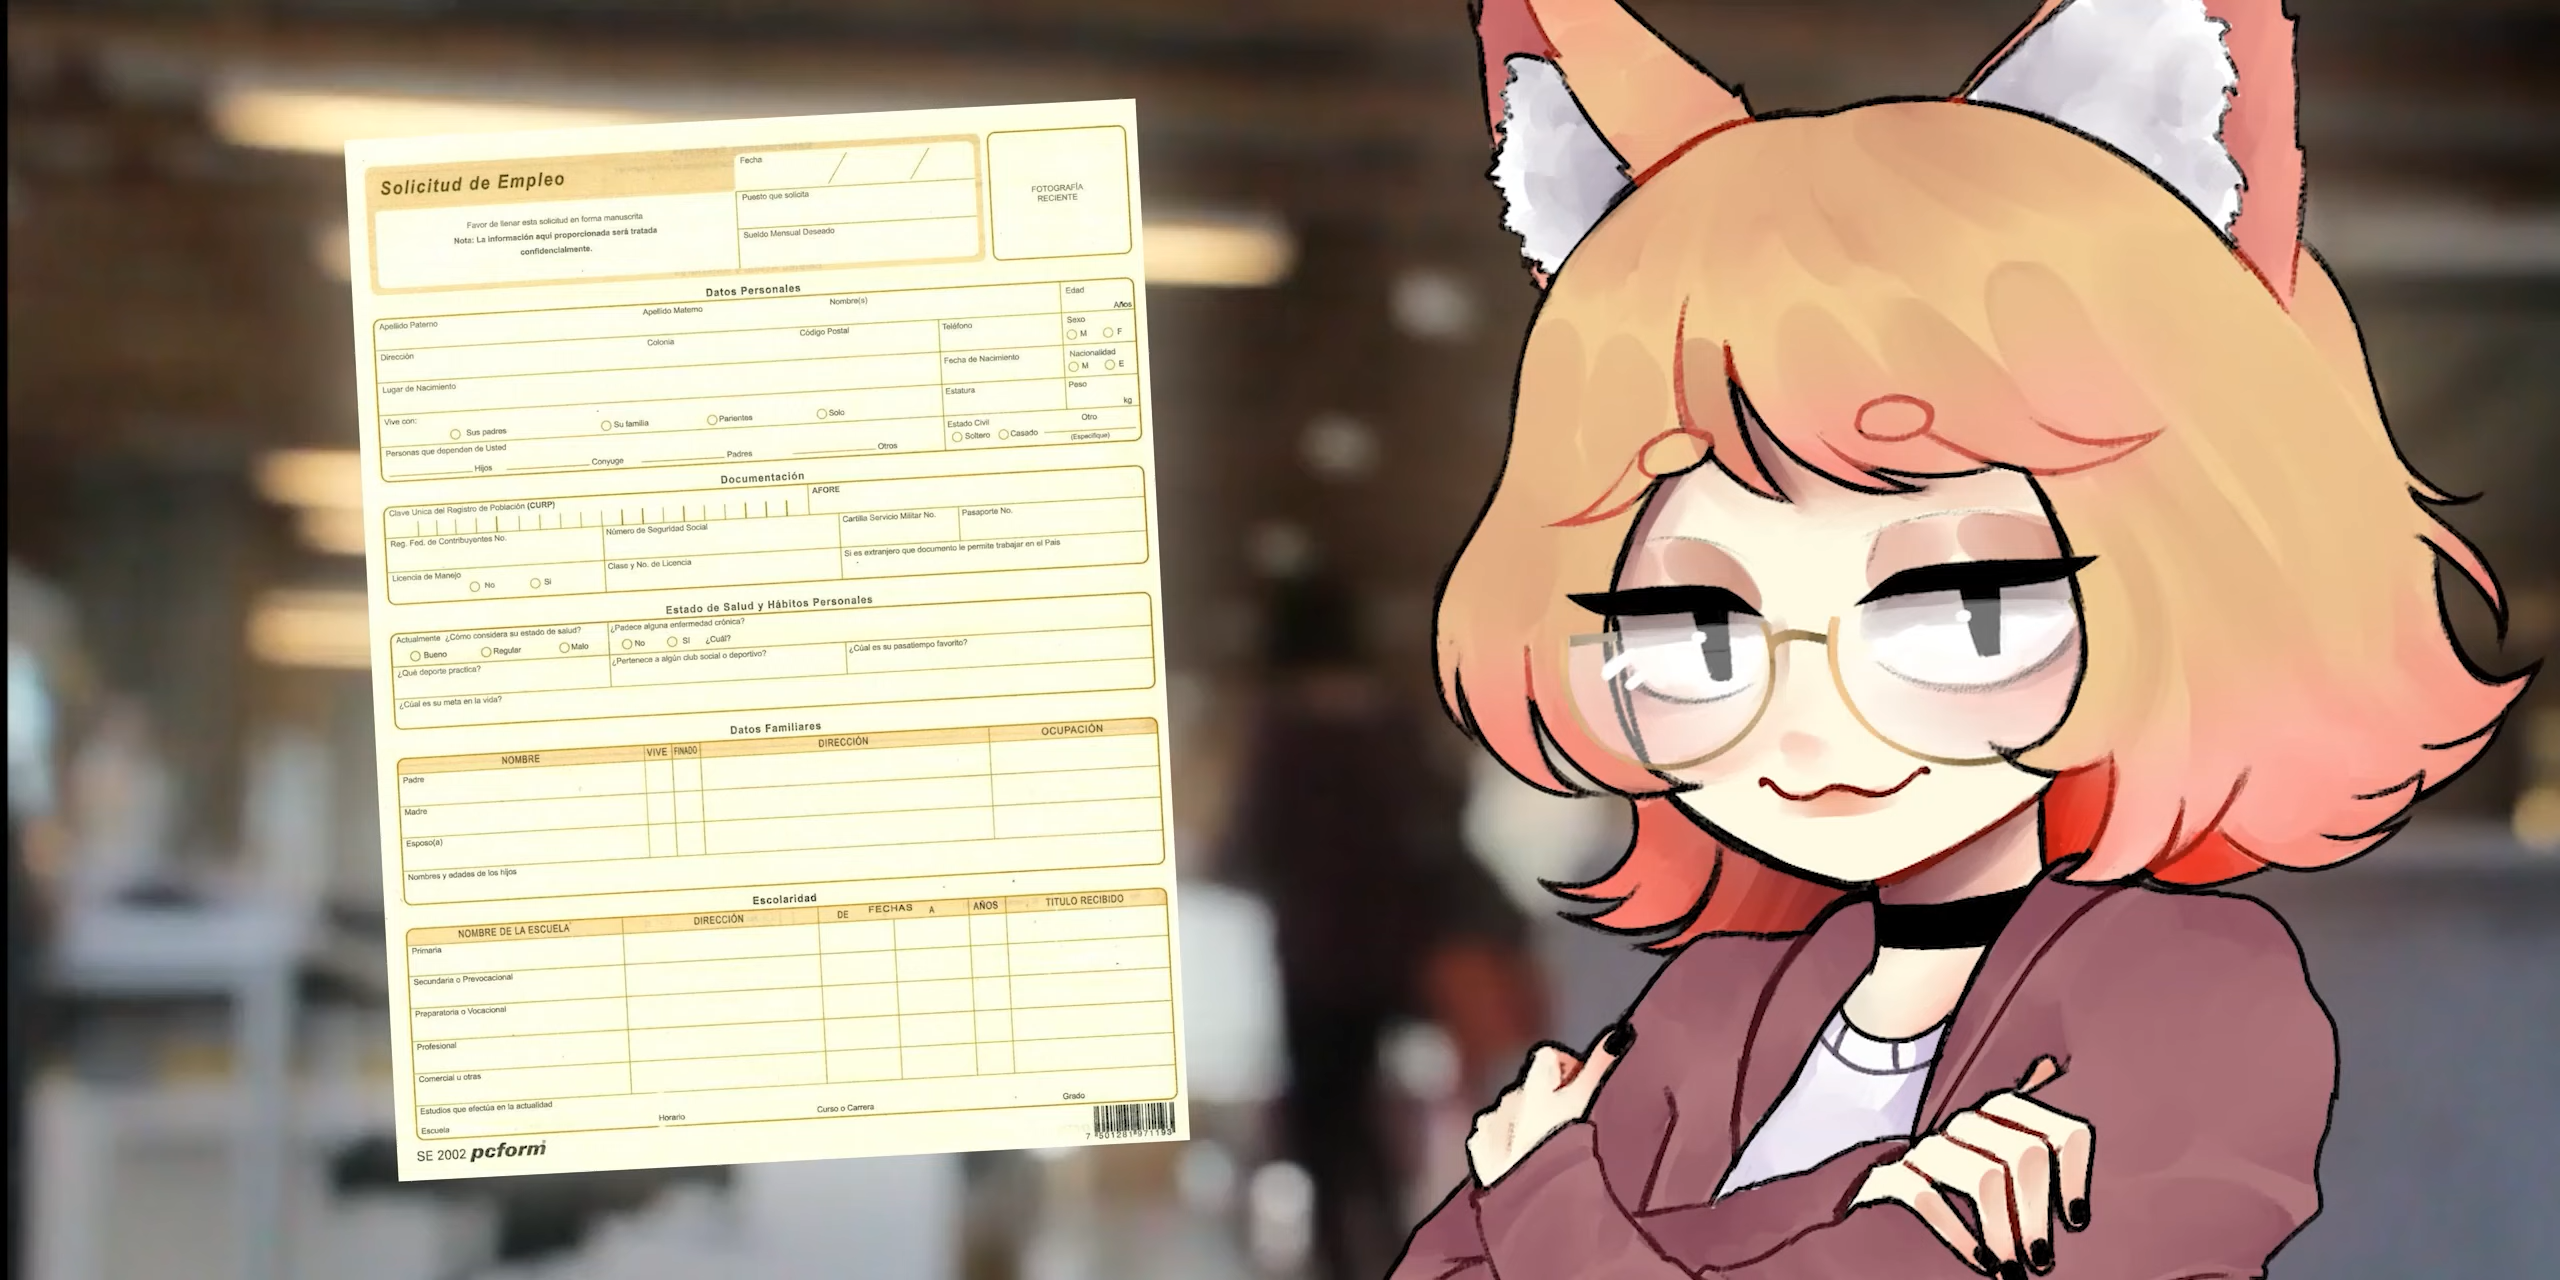 Solicitud de Empleo
Favor de llenar esta solicitud en forma manuscrita
Nota: La información aquí proporcionada será tratada
confidencialmente.
Fecha
Puesto que solicita
Sueldo Mensual Deseado
FOTOGRAFÍA
RECIENTE
Datos Personales
Apellido Paterno Apellido Materno Nombre(s) Edad
Años
Dirección Colonia Código Postal Teléfono Sexo
M F
Lugar de Nacimiento Fecha de Nacimiento Nacionalidad
M E
Vive con: Sus padres Su familia Parientes Solo Estatura Peso
kg
Personas que dependen de Usted
Hijos Conyuge Padres Otros
Estado Civil Otro
Soltero Casado (Especifique)
Documentación
Clave Unica del Registro de Población (CURP) AFORE
Reg. Fed. de Contribuyentes No. Número de Seguridad Social Cartilla Servicio Militar No. Pasaporte No.
Licencia de Manejo No Si Clase y No. de Licencia Si es extranjero que documento le permite trabajar en el País
Estado de Salud y Hábitos Personales
Actualmente ¿Cómo considera su estado de salud? ¿Padece alguna enfermedad crónica?
Bueno Regular Malo No SI ¿Cuál?
¿Qué deporte practica? ¿Pertenece a algún club social o deportivo? ¿Cúal es su pasatiempo favorito?
¿Cúal es su meta en la vida?
Datos Familiares
NOMBRE VIVE FINADO DIRECCIÓN OCUPACIÓN
Padre
Madre
Esposo(a)
Nombres y edades de los hijos
Escolaridad
NOMBRE DE LA ESCUELA DIRECCIÓN DE FECHAS A AÑOS TITULO RECIBIDO
Primaria
Secundaria o Prevocacional
Preparatoria o Vocacional
Profesional
Comercial u otras
Estudios que efectúa en la actualidad
Escuela Horario Curso o Carrera Grado
SE 2002 pcform
7 501281 971193